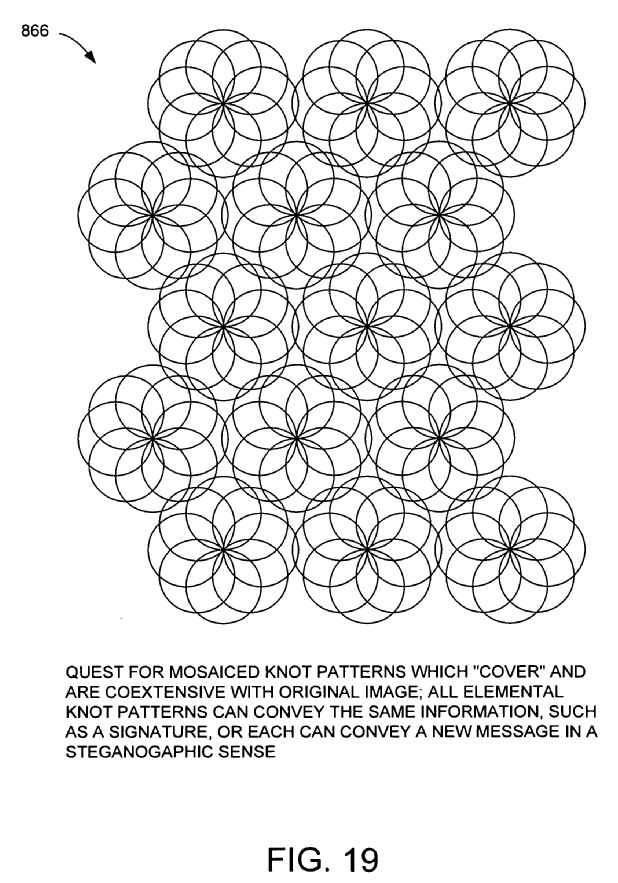 866
QUEST FOR MOSAICED KNOT PATTERNS WHICH "COVER" AND
ARE COEXTENSIVE WITH ORIGINAL IMAGE; ALL ELEMENTAL
KNOT PATTERNS CAN CONVEY THE SAME INFORMATION, SUCH
AS A SIGNATURE, OR EACH CAN CONVEY A NEW MESSAGE IN A
STEGANOGAPHIC SENSE
FIG. 19